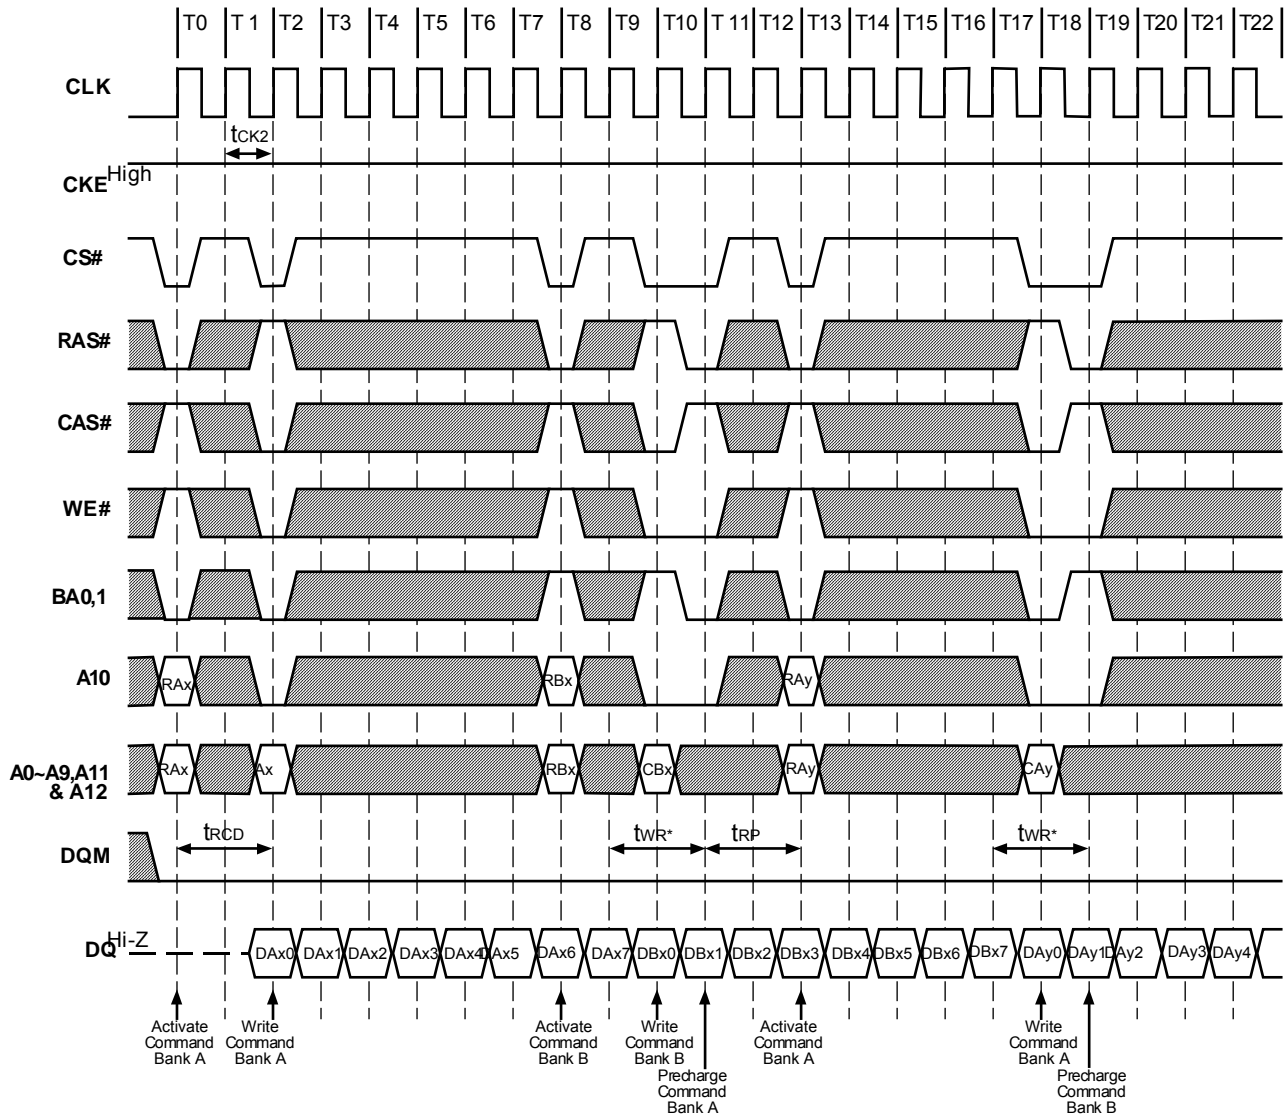 T0 T 1 T2 T3 T4 T5 T6 T7 T8 T9 T10 T 11 T12 T13 T14 T15 T16 T17 T18 T19 T20 T21 T22
CLK
tCK2
CKE High
CS#
RAS#
CAS#
WE#
BA0,1
A10 RAx RBx RAy
A0~A9,A11 RAx Ax RBx CBx RAy CAy
& A12
tRCD tWR* tRP tWR*
DQM
DQ Hi-Z DAx0 DAx1 DAx2 DAx3 DAx4 DAx5 DAx6 DAx7 DBx0 DBx1 DBx2 DBx3 DBx4 DBx5 DBx6 DBx7 DAy0 DAy1 DAy2 DAy3 DAy4
Activate Write Activate Write Activate Write
Command Command Command Command Command Command
Bank A Bank A Bank B Bank B Bank A Bank A
Precharge Precharge
Command Command
Bank A Bank B